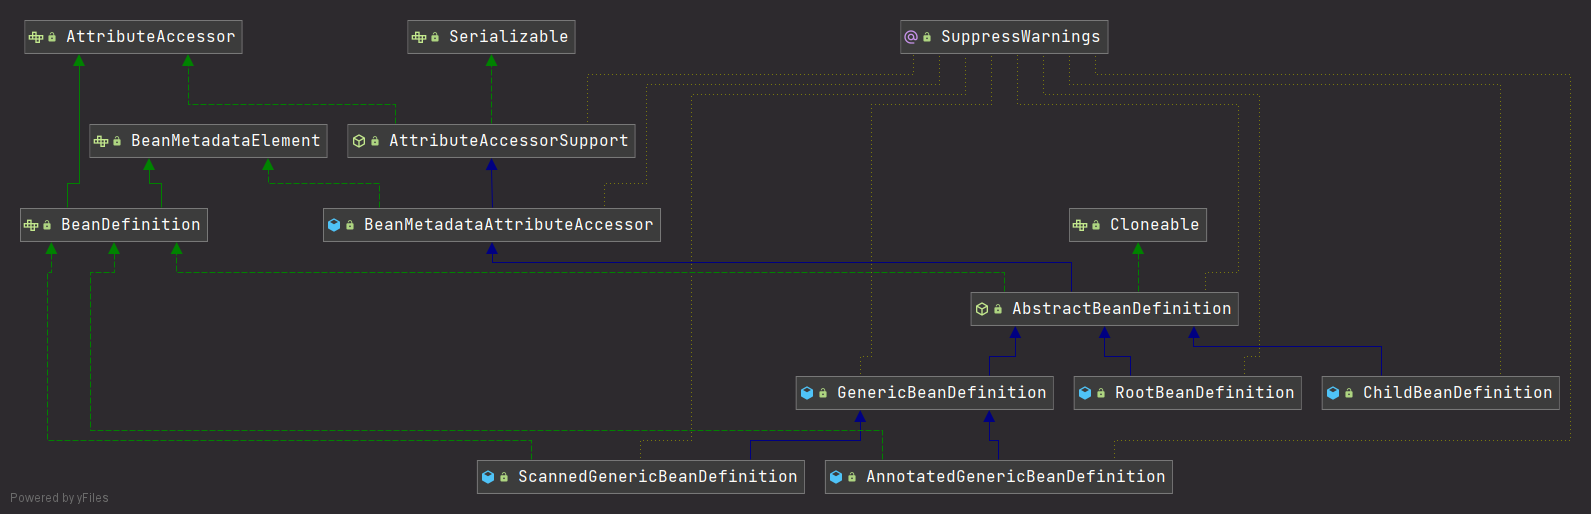 AttributeAccessor
Serializable
SuppressWarnings
BeanMetadataElement
AttributeAccessorSupport
BeanDefinition
BeanMetadataAttributeAccessor
Cloneable
AbstractBeanDefinition
GenericBeanDefinition
RootBeanDefinition
ChildBeanDefinition
ScannedGenericBeanDefinition
AnnotatedGenericBeanDefinition
Powered by yFiles